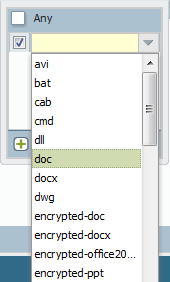 Any
avi
bat
cab
cmd
dll
doc
docx
dwg
encrypted-doc
encrypted-docx
encrypted-office20...
encrypted-ppt